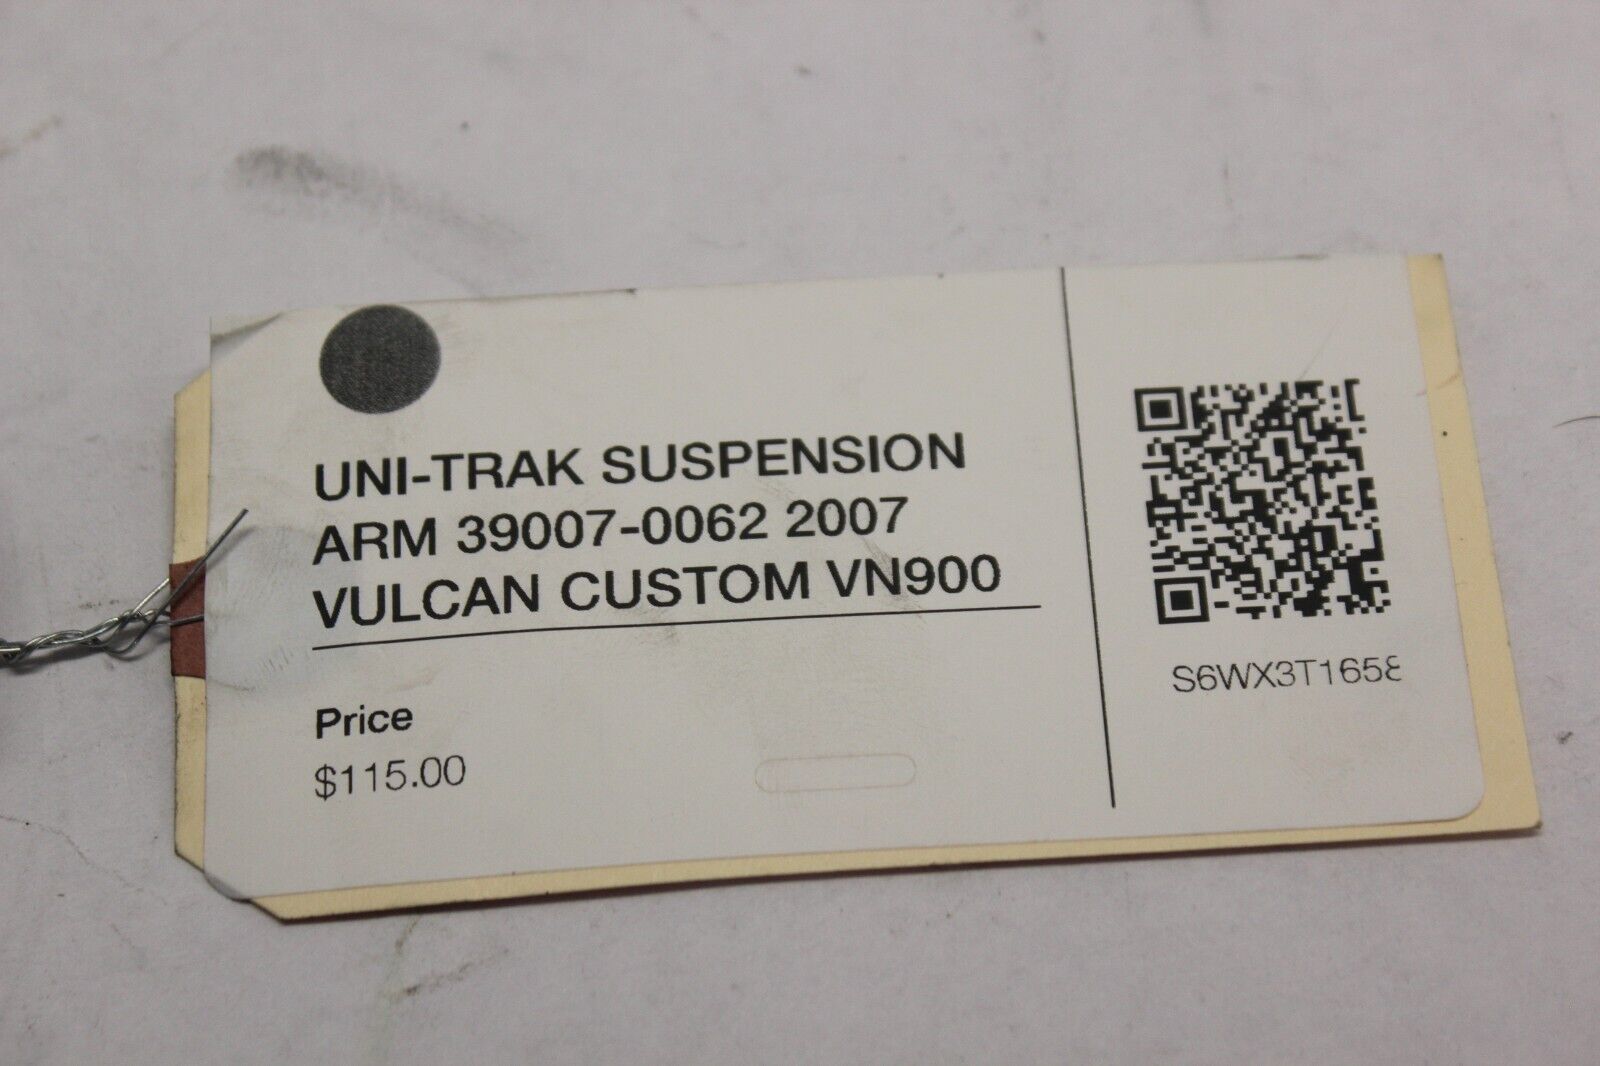 UNI-TRAK SUSPENSION
ARM 39007-0062 2007
VULCAN CUSTOM VN900
Price
$115.00
S6WX3T1658